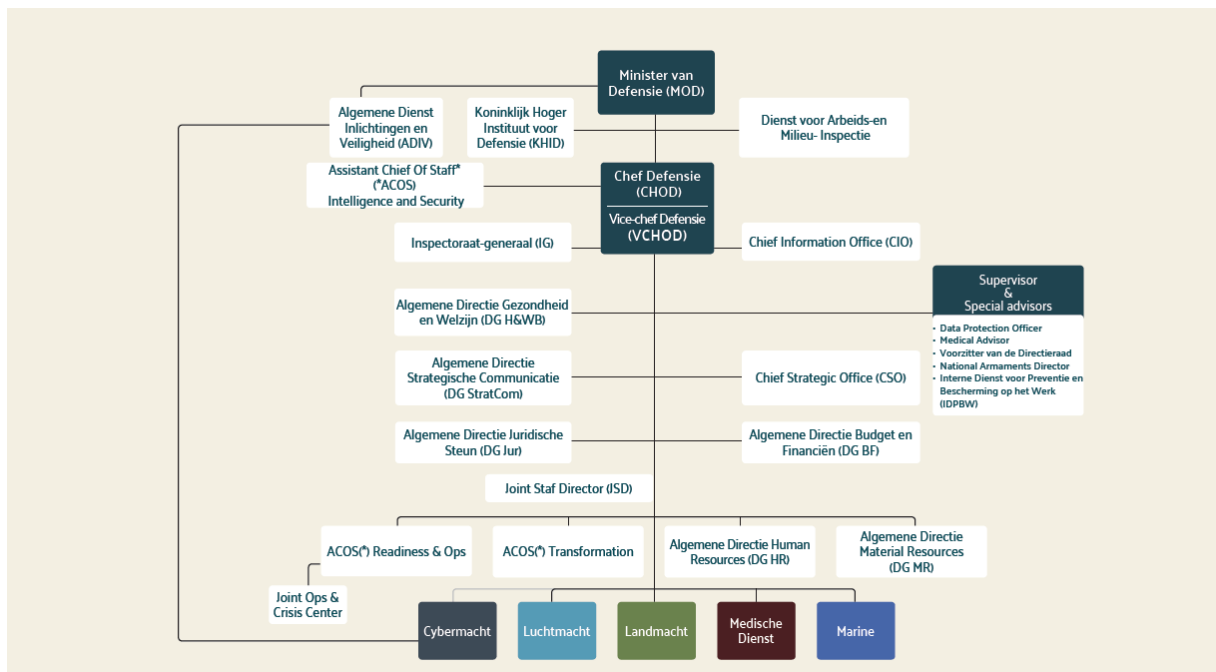 Minister van
Defensie (MOD)
Algemene Dienst
Inlichtingen en
Veiligheid (ADIV)
Koninklijk Hoger
Instituut voor
Defensie (KHID)
Dienst voor Arbeids-en
Milieu- Inspectie
Assistant Chief Of Staff*
(*ACOS)
Intelligence and Security
Chef Defensie
(CHOD)
Vice-chef Defensie
(VCHOD)
Inspectoraat-generaal (IG)
Chief Information Office (CIO)
Supervisor
&
Special advisors
• Data Protection Officer
• Medical Advisor
• Voorzitter van de Directieraad
• National Armaments Director
• Interne Dienst voor Preventie en
Bescherming op het Werk
(IDPBW)
Algemene Directie Gezondheid
en Welzijn (DG H&WB)
Algemene Directie
Strategische Communicatie
(DG StratCom)
Chief Strategic Office (CSO)
Algemene Directie Juridische
Steun (DG Jur)
Algemene Directie Budget en
Financiën (DG BF)
Joint Staf Director (JSD)
ACOS(*) Readiness & Ops
ACOS(*) Transformation
Algemene Directie Human
Resources (DG HR)
Algemene Directie
Material Resources
(DG MR)
Joint Ops &
Crisis Center
Cybermacht
Luchtmacht
Landmacht
Medische
Dienst
Marine